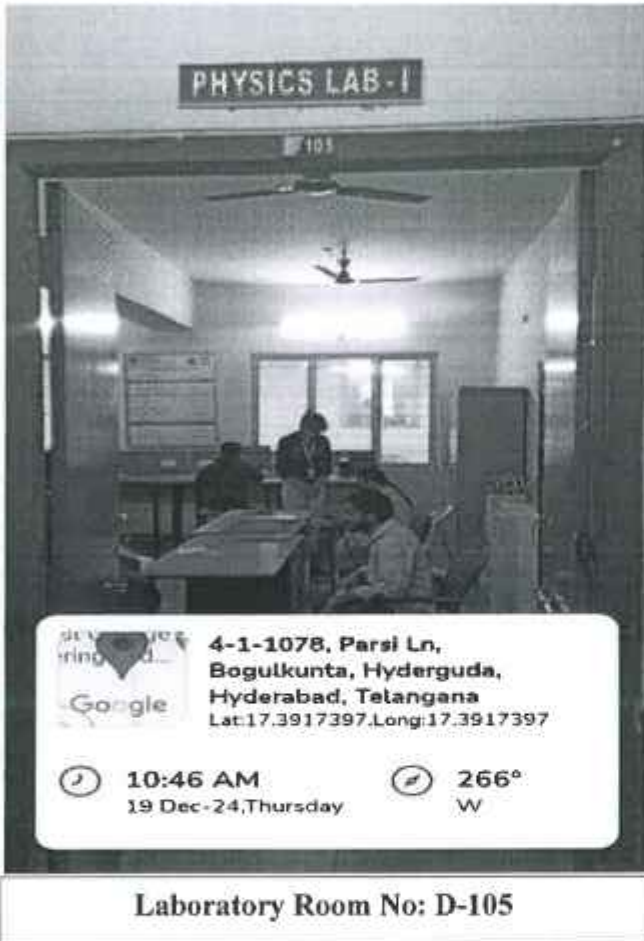 PHYSICS LAB - I
105
Google
4-1-1078, Parsi Ln,
Bogulkunta, Hyderguda,
Hyderabad, Telangana
Lat:17.3917397.Long:17.3917397
10:46 AM
19 Dec-24,Thursday
266°
W
Laboratory Room No: D-105